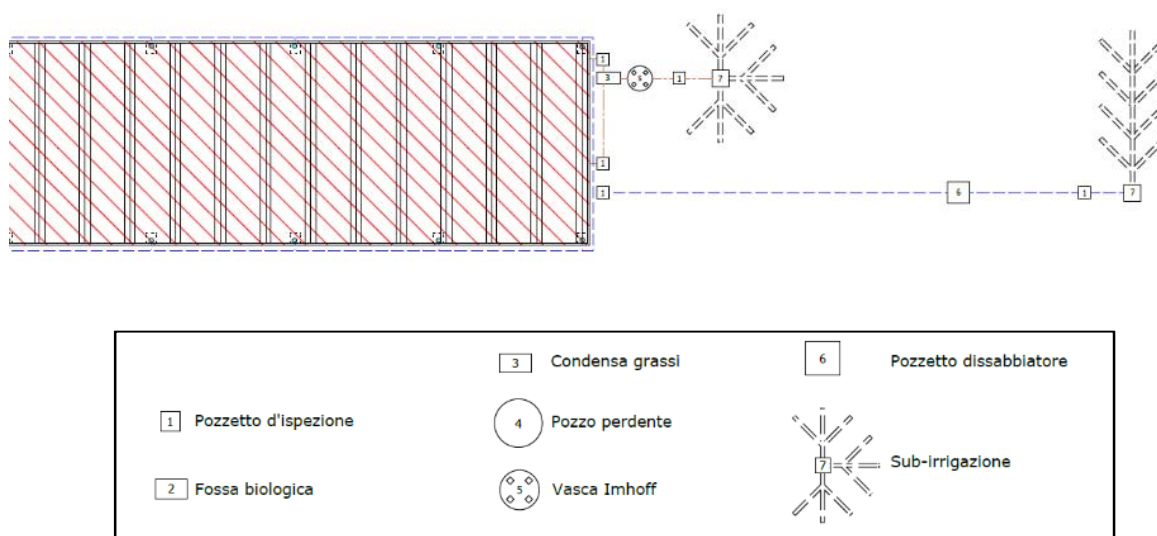 1
3
5
1
7
1
1
6
1
7
3 Condensa grassi
6 Pozzetto dissabbiatore
1 Pozzetto d'ispezione
4 Pozzo perdente
7 Sub-irrigazione
2 Fossa biologica
5 Vasca Imhoff